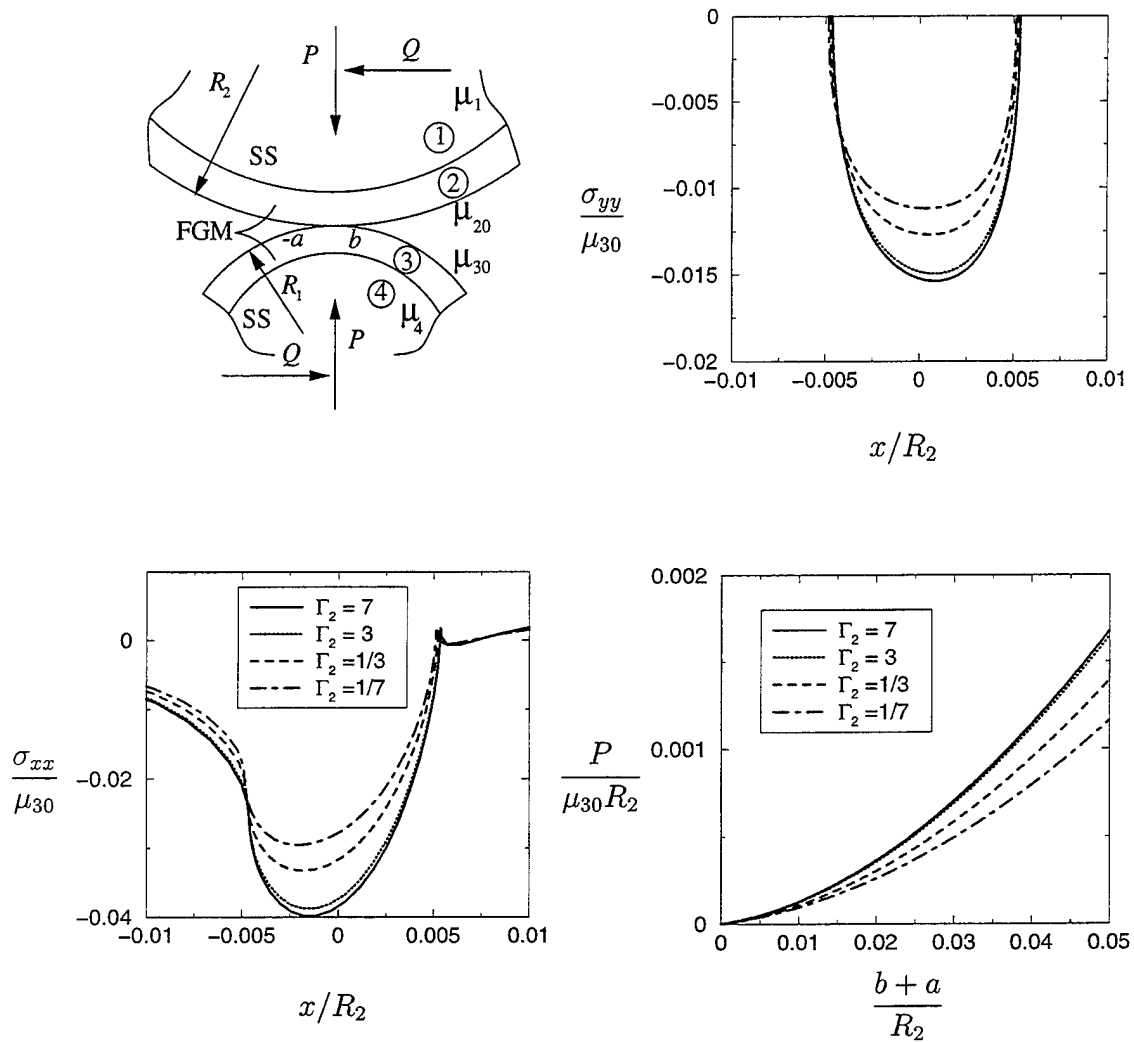 P
Q
R₂
μ₁
①
SS
②
μ₂₀
FGM
-a
b
③
μ₃₀
R₁
④
SS
μ₄
Q
P
0
−0.005
−0.01
−0.015
−0.02
σyy
μ30
−0.01 −0.005 0 0.005 0.01
x/R₂
Γ₂ = 7
Γ₂ = 3
Γ₂ =1/3
Γ₂ =1/7
0
−0.02
−0.04
σxx
μ30
−0.01 −0.005 0 0.005 0.01
x/R₂
Γ₂ = 7
Γ₂ = 3
Γ₂ =1/3
Γ₂ =1/7
0.002
0.001
0
P
μ30R₂
0 0.01 0.02 0.03 0.04 0.05
b + a
R₂